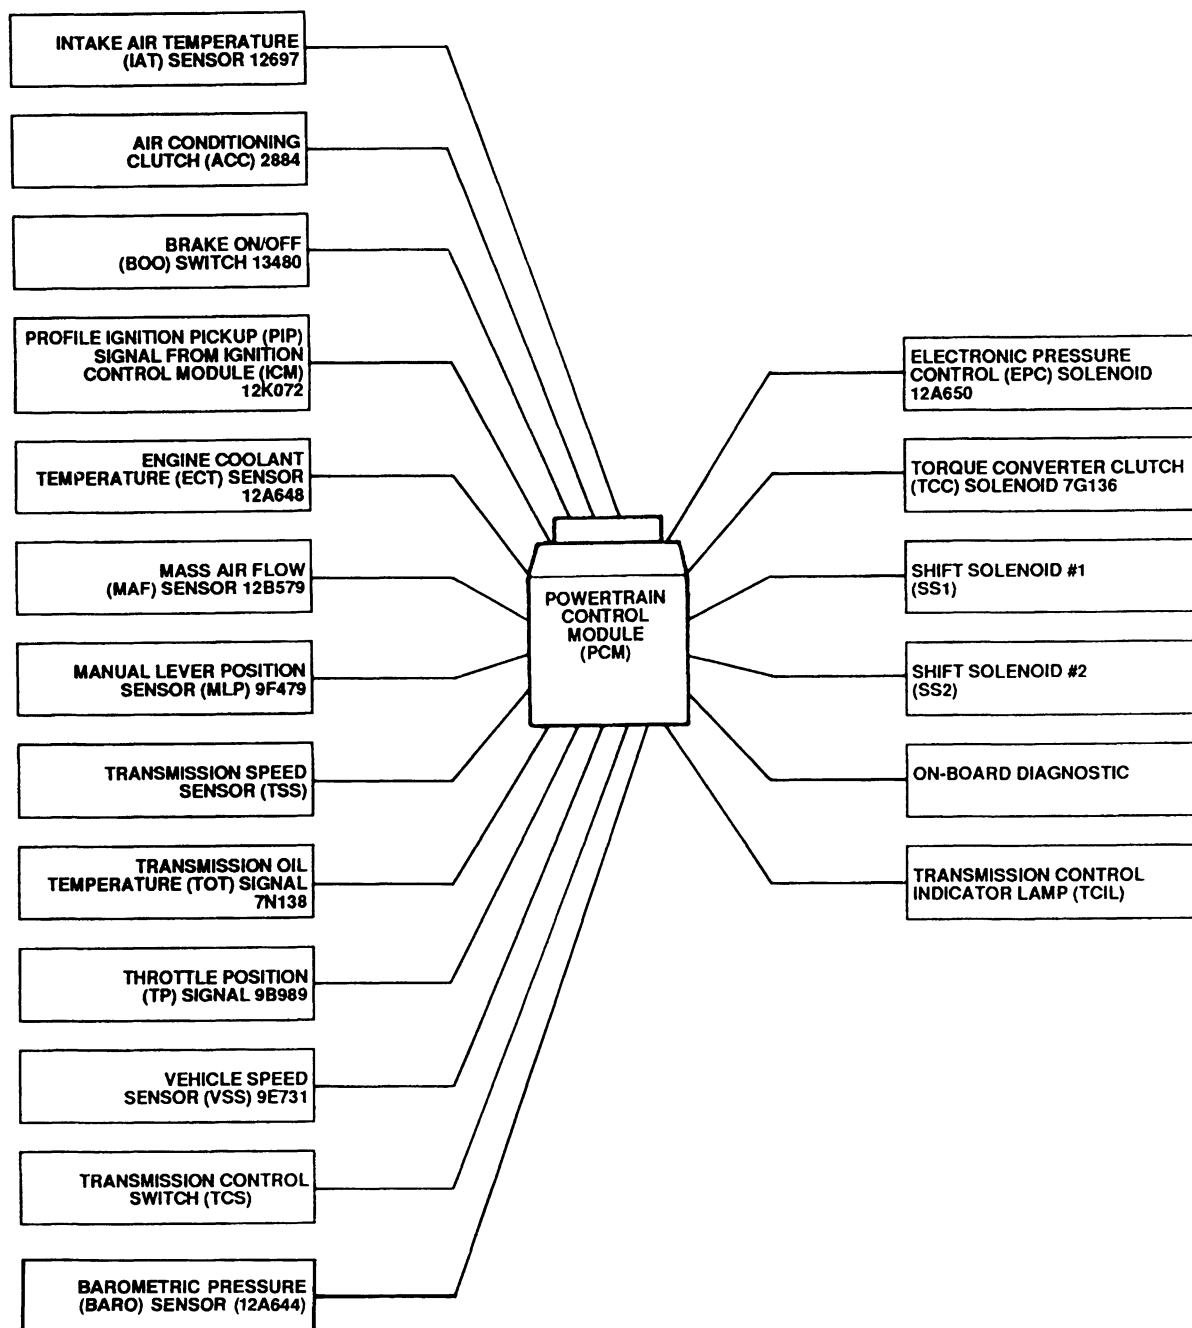 INTAKE AIR TEMPERATURE
(IAT) SENSOR 12697
AIR CONDITIONING
CLUTCH (ACC) 2884
BRAKE ON/OFF
(BOO) SWITCH 13480
PROFILE IGNITION PICKUP (PIP)
SIGNAL FROM IGNITION
CONTROL MODULE (ICM)
12K072
ENGINE COOLANT
TEMPERATURE (ECT) SENSOR
12A648
MASS AIR FLOW
(MAF) SENSOR 12B579
MANUAL LEVER POSITION
SENSOR (MLP) 9F479
TRANSMISSION SPEED
SENSOR (TSS)
TRANSMISSION OIL
TEMPERATURE (TOT) SIGNAL
7N138
THROTTLE POSITION
(TP) SIGNAL 9B989
VEHICLE SPEED
SENSOR (VSS) 9E731
TRANSMISSION CONTROL
SWITCH (TCS)
BAROMETRIC PRESSURE
(BARO) SENSOR (12A644)
POWERTRAIN
CONTROL
MODULE
(PCM)
ELECTRONIC PRESSURE
CONTROL (EPC) SOLENOID
12A650
TORQUE CONVERTER CLUTCH
(TCC) SOLENOID 7G136
SHIFT SOLENOID #1
(SS1)
SHIFT SOLENOID #2
(SS2)
ON-BOARD DIAGNOSTIC
TRANSMISSION CONTROL
INDICATOR LAMP (TCIL)